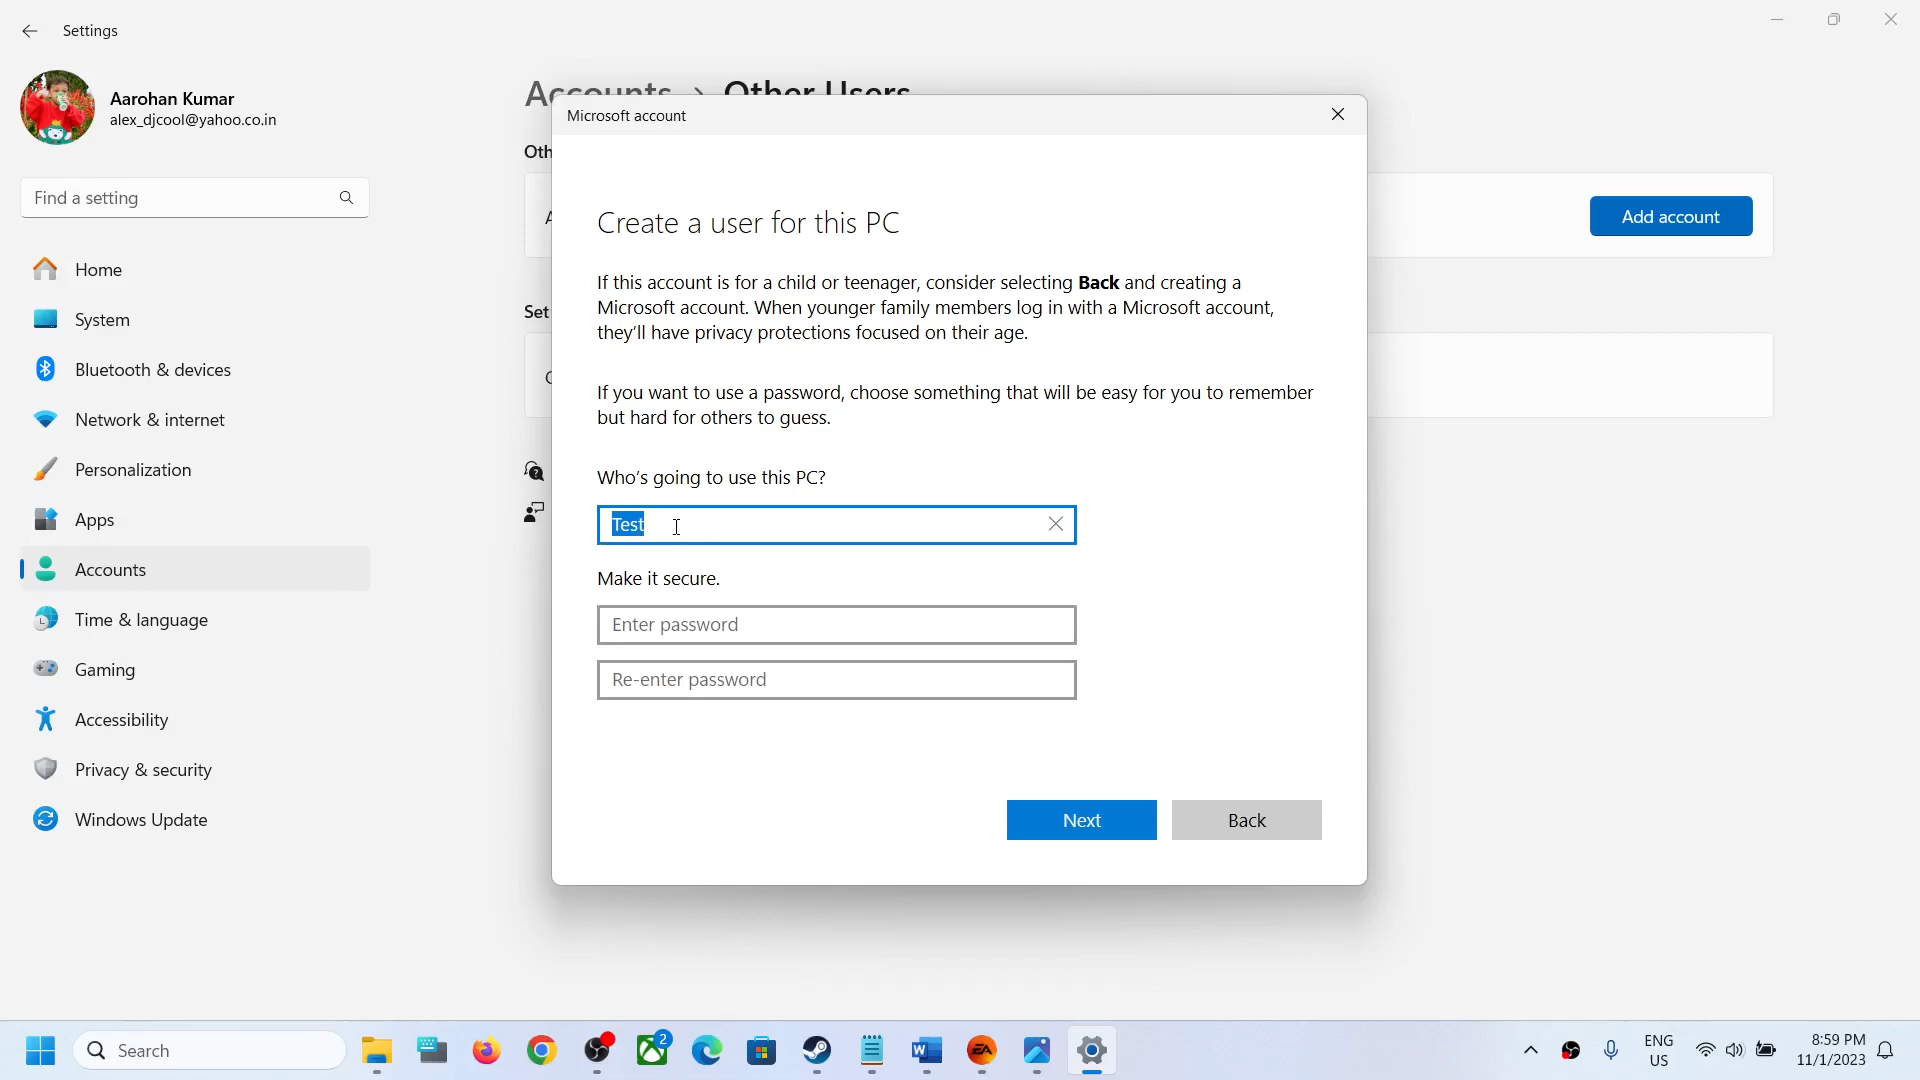 Settings
Aarohan Kumar
alex_djcool@yahoo.co.in
Find a setting
Home
System
Bluetooth & devices
Network & internet
Personalization
Apps
Accounts
Time & language
Gaming
Accessibility
Privacy & security
Windows Update
Accounts > Other Users
Oth
A
Add account
Set
Microsoft account
Create a user for this PC
If this account is for a child or teenager, consider selecting Back and creating a
Microsoft account. When younger family members log in with a Microsoft account,
they'll have privacy protections focused on their age.
If you want to use a password, choose something that will be easy for you to remember
but hard for others to guess.
Who's going to use this PC?
Test
Make it secure.
Enter password
Re-enter password
Next
Back
Search
2
ENG
US
8:59 PM
11/1/2023